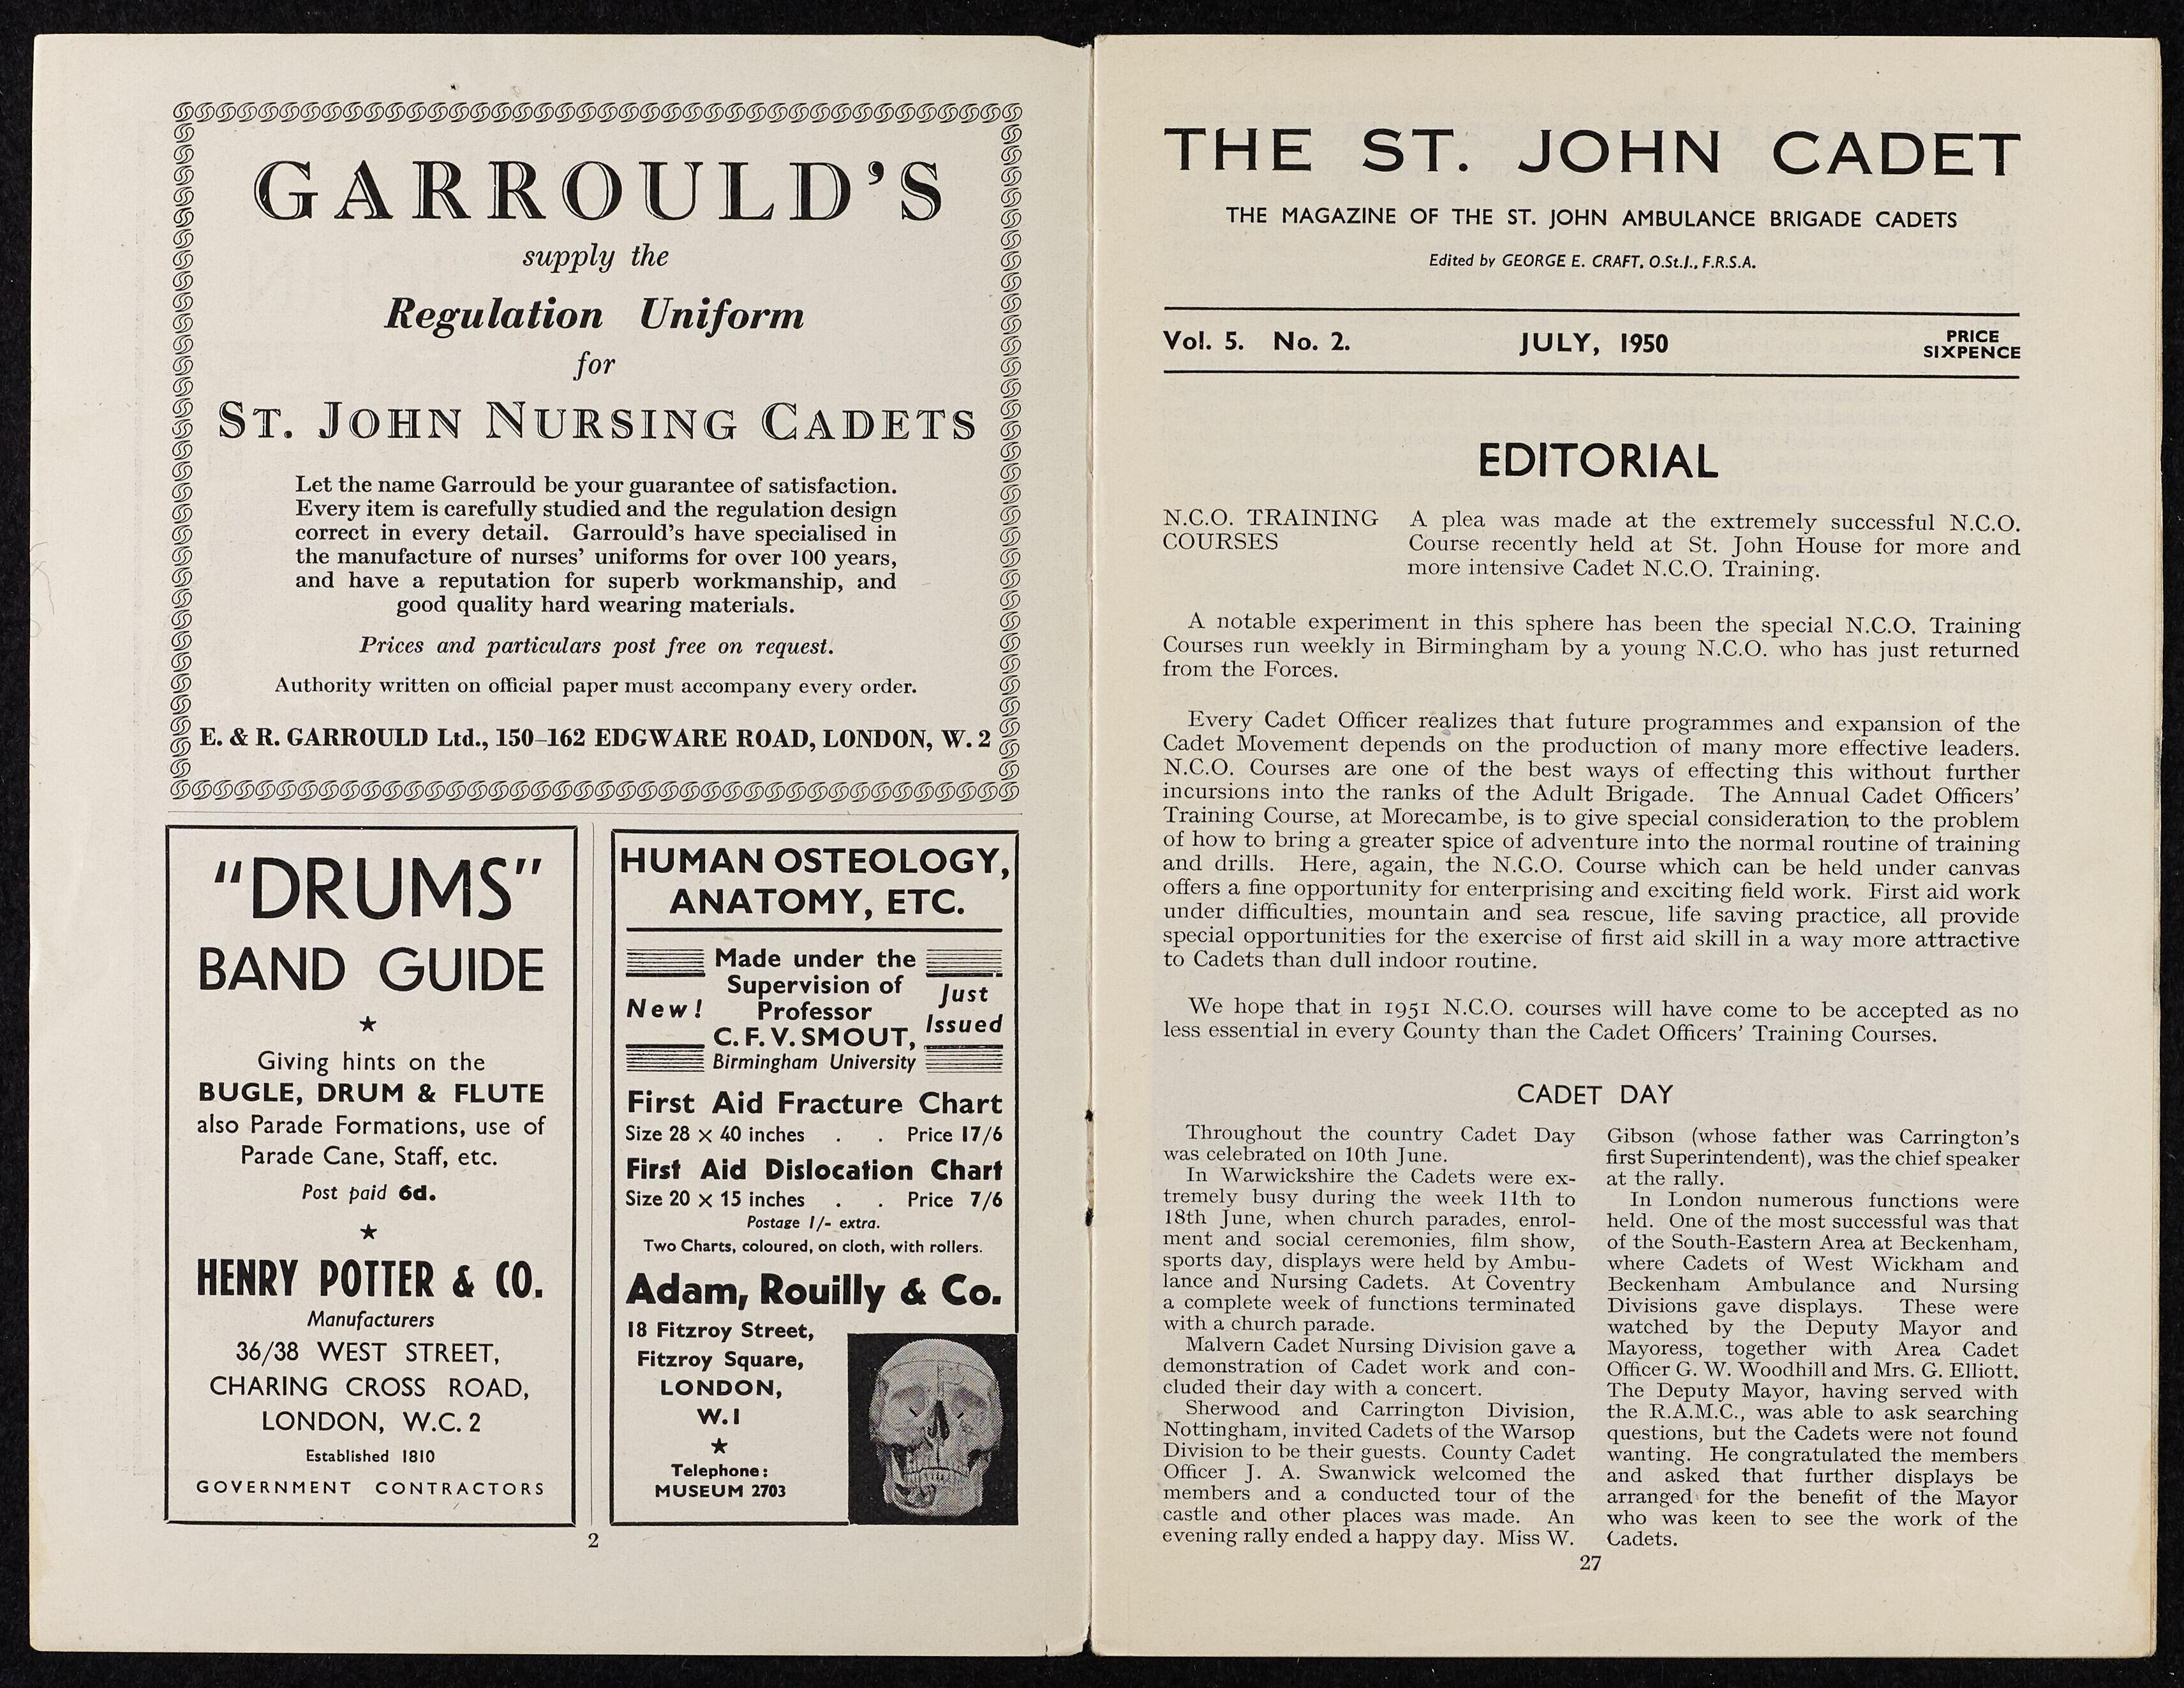 GARROULD'S
supply the
Regulation Uniform
for
ST. JOHN NURSING CADETS
Let the name Garrould be your guarantee of satisfaction.
Every item is carefully studied and the regulation design
correct in every detail. Garrould's have specialised in
the manufacture of nurses' uniforms for over 100 years,
and have a reputation for superb workmanship, and
good quality hard wearing materials.
Prices and particulars post free on request.
Authority written on official paper must accompany every order.
E. & R. GARROULD Ltd., 150–162 EDGWARE ROAD, LONDON, W. 2
"DRUMS"
BAND GUIDE
★
Giving hints on the
BUGLE, DRUM & FLUTE
also Parade Formations, use of
Parade Cane, Staff, etc.
Post paid 6d.
★
HENRY POTTER & CO.
Manufacturers
36/38 WEST STREET,
CHARING CROSS ROAD,
LONDON, W.C. 2
Established 1810
GOVERNMENT CONTRACTORS
HUMAN OSTEOLOGY,
ANATOMY, ETC.
New!
Made under the
Supervision of
Professor
C. F. V. SMOUT,
Birmingham University
Just
Issued
First Aid Fracture Chart
Size 28 × 40 inches . . Price 17/6
First Aid Dislocation Chart
Size 20 × 15 inches . . Price 7/6
Postage 1/- extra.
Two Charts, coloured, on cloth, with rollers.
Adam, Rouilly & Co.
18 Fitzroy Street,
Fitzroy Square,
LONDON,
W.1
★
Telephone:
MUSEUM 2703
2
THE ST. JOHN CADET
THE MAGAZINE OF THE ST. JOHN AMBULANCE BRIGADE CADETS
Edited by GEORGE E. CRAFT, O.St.J., F.R.S.A.
Vol. 5. No. 2. JULY, 1950 PRICE
SIXPENCE
EDITORIAL
N.C.O. TRAINING
COURSES
A plea was made at the extremely successful N.C.O.
Course recently held at St. John House for more and
more intensive Cadet N.C.O. Training.
A notable experiment in this sphere has been the special N.C.O. Training
Courses run weekly in Birmingham by a young N.C.O. who has just returned
from the Forces.
Every Cadet Officer realizes that future programmes and expansion of the
Cadet Movement depends on the production of many more effective leaders.
N.C.O. Courses are one of the best ways of effecting this without further
incursions into the ranks of the Adult Brigade. The Annual Cadet Officers'
Training Course, at Morecambe, is to give special consideration to the problem
of how to bring a greater spice of adventure into the normal routine of training
and drills. Here, again, the N.C.O. Course which can be held under canvas
offers a fine opportunity for enterprising and exciting field work. First aid work
under difficulties, mountain and sea rescue, life saving practice, all provide
special opportunities for the exercise of first aid skill in a way more attractive
to Cadets than dull indoor routine.
We hope that in 1951 N.C.O. courses will have come to be accepted as no
less essential in every County than the Cadet Officers' Training Courses.
CADET DAY
Throughout the country Cadet Day
was celebrated on 10th June.
In Warwickshire the Cadets were ex-
tremely busy during the week 11th to
18th June, when church parades, enrol-
ment and social ceremonies, film show,
sports day, displays were held by Ambu-
lance and Nursing Cadets. At Coventry
a complete week of functions terminated
with a church parade.
Malvern Cadet Nursing Division gave a
demonstration of Cadet work and con-
cluded their day with a concert.
Sherwood and Carrington Division,
Nottingham, invited Cadets of the Warsop
Division to be their guests. County Cadet
Officer J. A. Swanwick welcomed the
members and a conducted tour of the
castle and other places was made. An
evening rally ended a happy day. Miss W.
Gibson (whose father was Carrington's
first Superintendent), was the chief speaker
at the rally.
In London numerous functions were
held. One of the most successful was that
of the South-Eastern Area at Beckenham,
where Cadets of West Wickham and
Beckenham Ambulance and Nursing
Divisions gave displays. These were
watched by the Deputy Mayor and
Mayoress, together with Area Cadet
Officer G. W. Woodhill and Mrs. G. Elliott.
The Deputy Mayor, having served with
the R.A.M.C., was able to ask searching
questions, but the Cadets were not found
wanting. He congratulated the members
and asked that further displays be
arranged for the benefit of the Mayor
who was keen to see the work of the
Cadets.
27